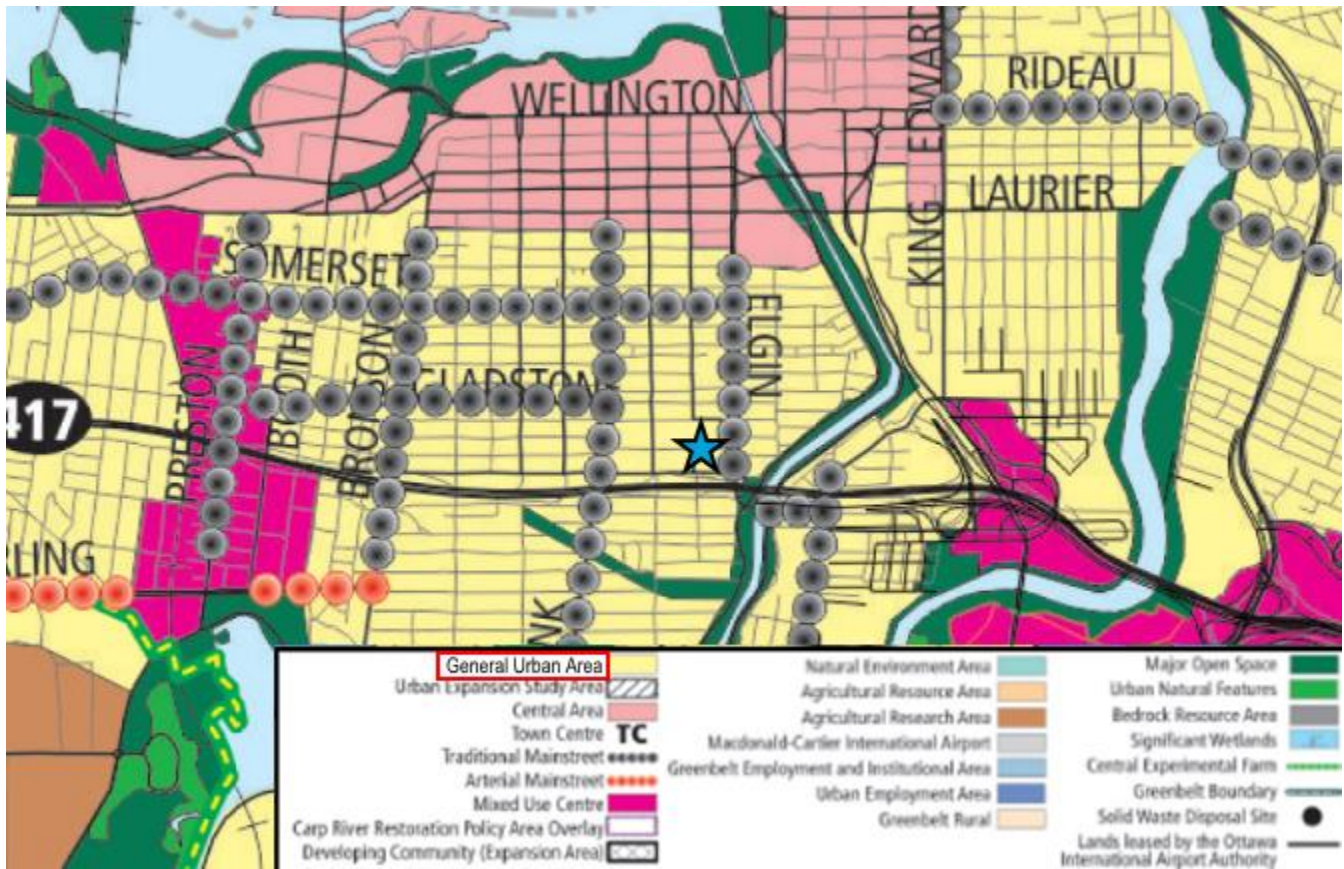 WELLINGTON
KING EDWARD
RIDEAU
LAURIER
SOMERSET
ELGIN
PRESTON
BOOTH
BRONSON
GLADSTON
417
RLING
NK
General Urban Area
Urban Expansion Study Area
Central Area
Town Centre TC
Traditional Mainstreet
Arterial Mainstreet
Mixed Use Centre
Carp River Restoration Policy Area Overlay
Developing Community (Expansion Area)
Natural Environment Area
Agricultural Resource Area
Agricultural Research Area
Macdonald-Cartier International Airport
Greenbelt Employment and Institutional Area
Urban Employment Area
Greenbelt Rural
Major Open Space
Urban Natural Features
Bedrock Resource Area
Significant Wetlands
Central Experimental Farm
Greenbelt Boundary
Solid Waste Disposal Site
Lands leased by the Ottawa
International Airport Authority